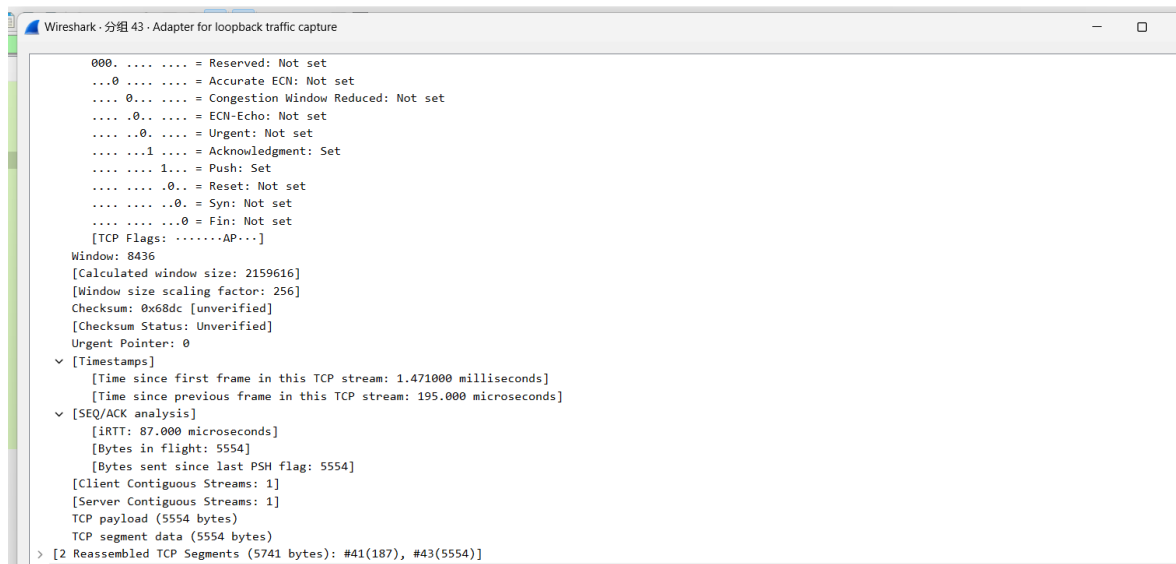 Wireshark · 分组 43 · Adapter for loopback traffic capture
000. .... .... = Reserved: Not set
...0 .... .... = Accurate ECN: Not set
.... 0... .... = Congestion Window Reduced: Not set
.... .0.. .... = ECN-Echo: Not set
.... ..0. .... = Urgent: Not set
.... ...1 .... = Acknowledgment: Set
.... .... 1... = Push: Set
.... .... .0.. = Reset: Not set
.... .... ..0. = Syn: Not set
.... .... ...0 = Fin: Not set
[TCP Flags: ·······AP···]
Window: 8436
[Calculated window size: 2159616]
[Window size scaling factor: 256]
Checksum: 0x68dc [unverified]
[Checksum Status: Unverified]
Urgent Pointer: 0
[Timestamps]
[Time since first frame in this TCP stream: 1.471000 milliseconds]
[Time since previous frame in this TCP stream: 195.000 microseconds]
[SEQ/ACK analysis]
[iRTT: 87.000 microseconds]
[Bytes in flight: 5554]
[Bytes sent since last PSH flag: 5554]
[Client Contiguous Streams: 1]
[Server Contiguous Streams: 1]
TCP payload (5554 bytes)
TCP segment data (5554 bytes)
[2 Reassembled TCP Segments (5741 bytes): #41(187), #43(5554)]